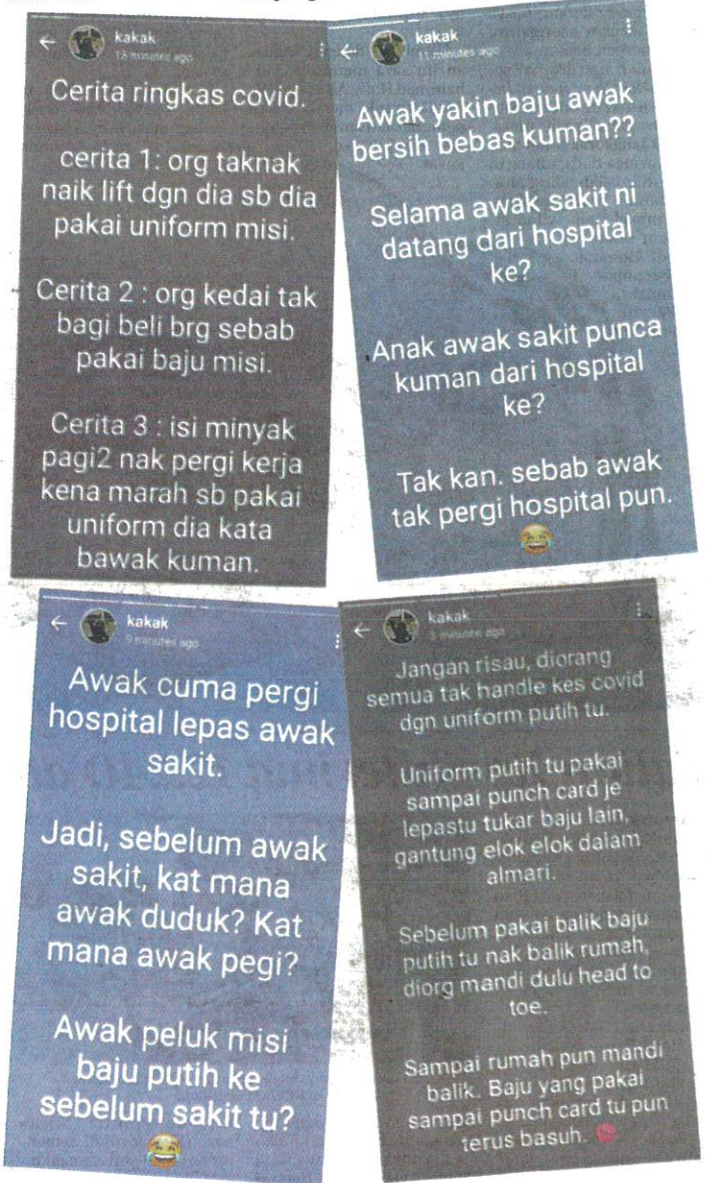 kakak
13 minutes ago
Cerita ringkas covid.
cerita 1: org taknak
naik lift dgn dia sb dia
pakai uniform misi.
Cerita 2 : org kedai tak
bagi beli brg sebab
pakai baju misi.
Cerita 3 : isi minyak
pagi2 nak pergi kerja
kena marah sb pakai
uniform dia kata
bawak kuman.
kakak
11 minutes ago
Awak yakin baju awak
bersih bebas kuman??
Selama awak sakit ni
datang dari hospital
ke?
Anak awak sakit punca
kuman dari hospital
ke?
Tak kan. sebab awak
tak pergi hospital pun.
😂
kakak
9 minutes ago
Awak cuma pergi
hospital lepas awak
sakit.
Jadi, sebelum awak
sakit, kat mana
awak duduk? Kat
mana awak pegi?
Awak peluk misi
baju putih ke
sebelum sakit tu?
😂
kakak
3 minutes ago
Jangan risau, diorang
semua tak handle kes covid
dgn uniform putih tu.
Uniform putih tu pakai
sampai punch card je
lepastu tukar baju lain,
gantung elok elok dalam
almari.
Sebelum pakai balik baju
putih tu nak balik rumah,
diorg mandi dulu head to
toe.
Sampai rumah pun mandi
balik. Baju yang pakai
sampai punch card tu pun
terus basuh.